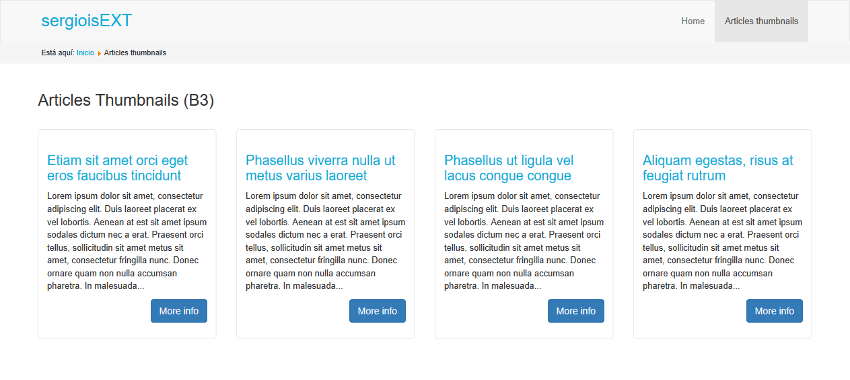 sergioisEXT
Home
Articles thumbnails
Está aquí: Inicio Articles thumbnails
Articles Thumbnails (B3)
Etiam sit amet orci eget
eros faucibus tincidunt
Lorem ipsum dolor sit amet, consectetur
adipiscing elit. Duis laoreet placerat ex
vel lobortis. Aenean at est sit amet ipsum
sodales dictum nec a erat. Praesent orci
tellus, sollicitudin sit amet metus sit
amet, consectetur fringilla nunc. Donec
ornare quam non nulla accumsan
pharetra. In malesuada...
More info
Phasellus viverra nulla ut
metus varius laoreet
Lorem ipsum dolor sit amet, consectetur
adipiscing elit. Duis laoreet placerat ex
vel lobortis. Aenean at est sit amet ipsum
sodales dictum nec a erat. Praesent orci
tellus, sollicitudin sit amet metus sit
amet, consectetur fringilla nunc. Donec
ornare quam non nulla accumsan
pharetra. In malesuada...
More info
Phasellus ut ligula vel
lacus congue congue
Lorem ipsum dolor sit amet, consectetur
adipiscing elit. Duis laoreet placerat ex
vel lobortis. Aenean at est sit amet ipsum
sodales dictum nec a erat. Praesent orci
tellus, sollicitudin sit amet metus sit
amet, consectetur fringilla nunc. Donec
ornare quam non nulla accumsan
pharetra. In malesuada...
More info
Aliquam egestas, risus at
feugiat rutrum
Lorem ipsum dolor sit amet, consectetur
adipiscing elit. Duis laoreet placerat ex
vel lobortis. Aenean at est sit amet ipsum
sodales dictum nec a erat. Praesent orci
tellus, sollicitudin sit amet metus sit
amet, consectetur fringilla nunc. Donec
ornare quam non nulla accumsan
pharetra. In malesuada...
More info